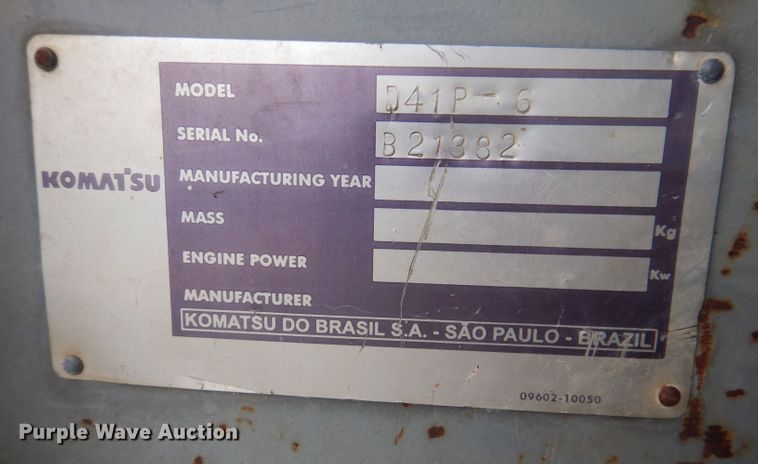 MODEL D41P-6
SERIAL No. B21382
KOMATSU
MANUFACTURING YEAR
MASS Kg
ENGINE POWER Kw
MANUFACTURER
KOMATSU DO BRASIL S.A. - SÃO PAULO - BRAZIL
09602-10050
Purple Wave Auction